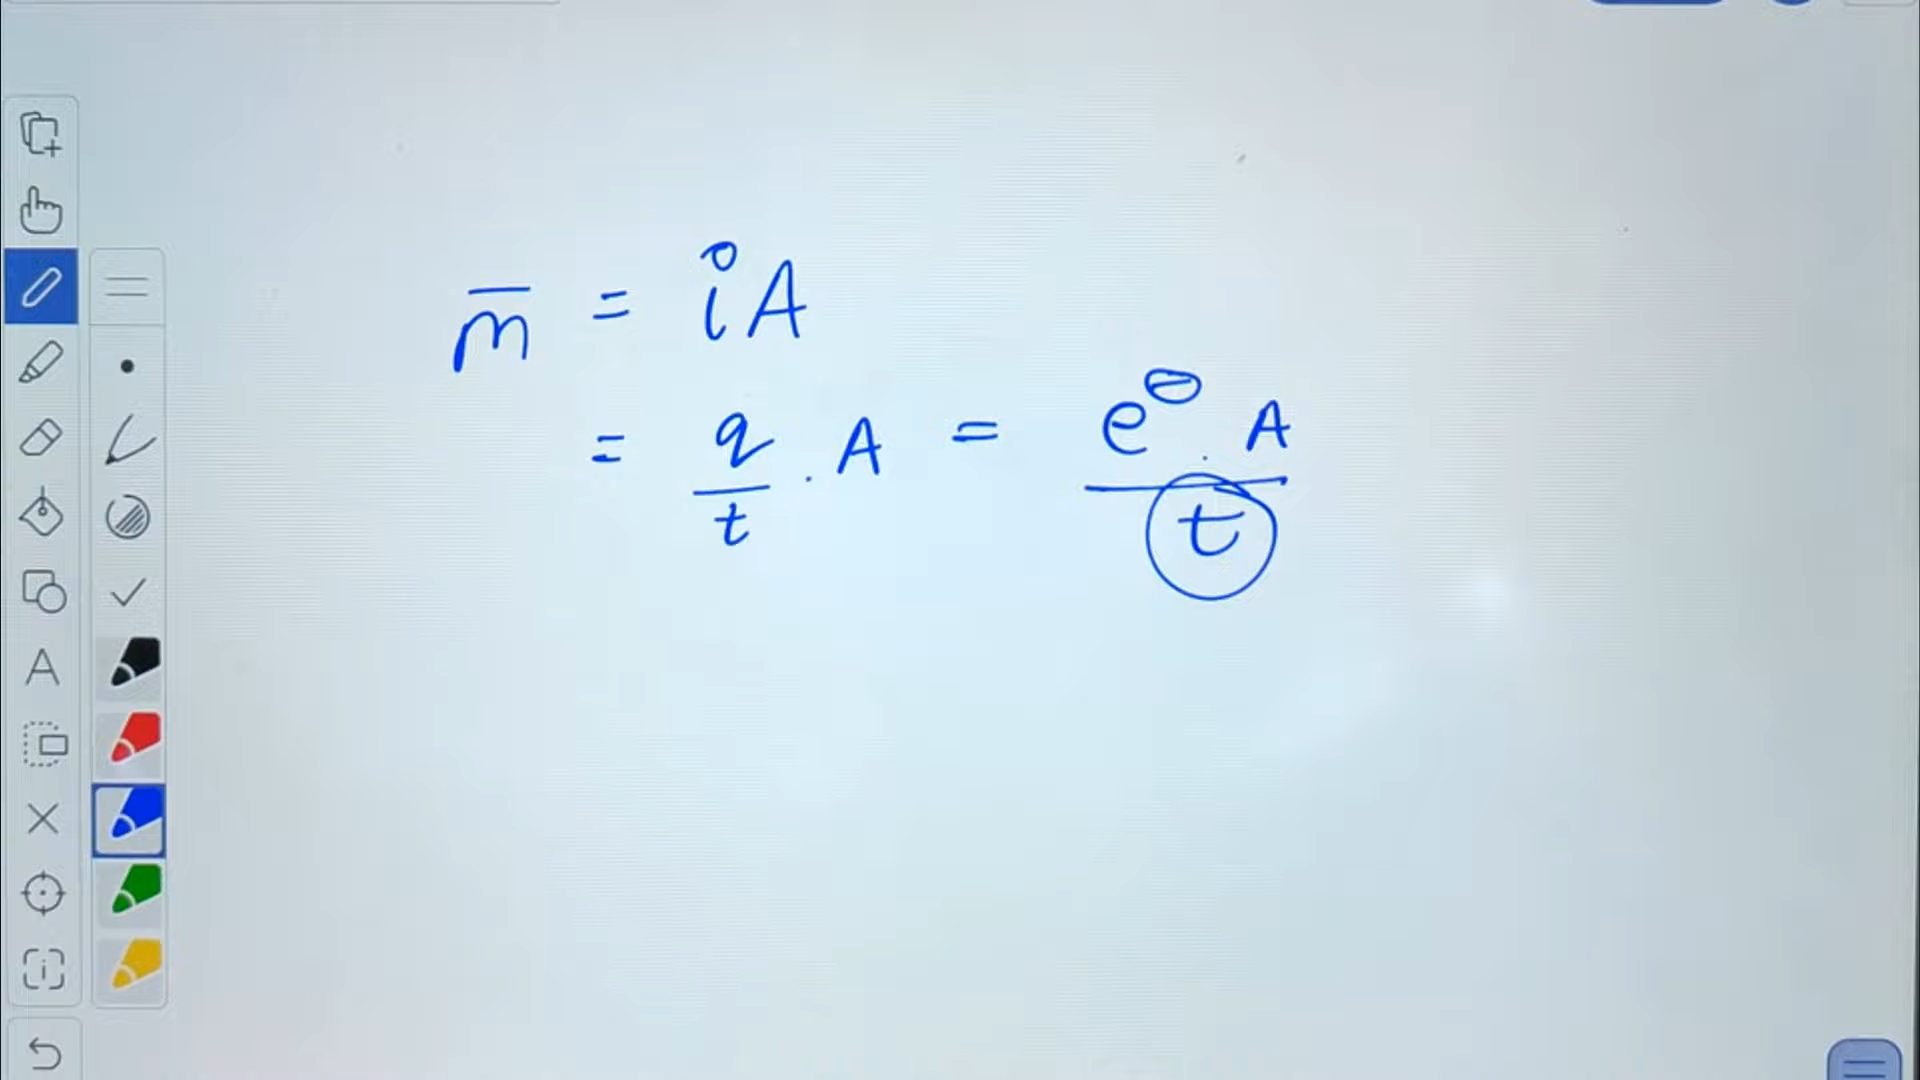 m̅ = iA
= q/t . A = e⊖ . A/t
A